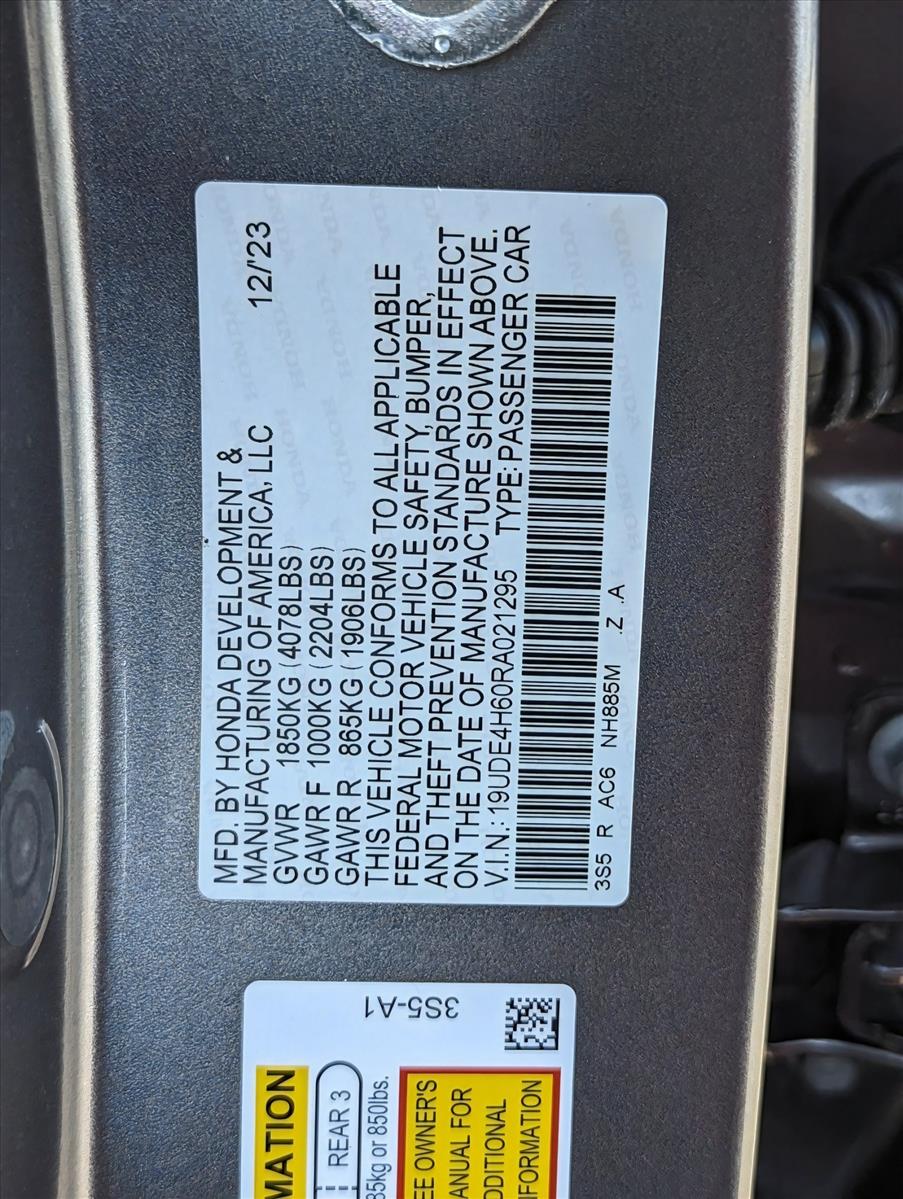 MFD. BY HONDA DEVELOPMENT &
MANUFACTURING OF AMERICA, LLC 12/'23
GVWR 1850KG (4078LBS)
GAWR F 1000KG (2204LBS)
GAWR R 865KG (1906LBS)
THIS VEHICLE CONFORMS TO ALL APPLICABLE
FEDERAL MOTOR VEHICLE SAFETY, BUMPER,
AND THEFT PREVENTION STANDARDS IN EFFECT
ON THE DATE OF MANUFACTURE SHOWN ABOVE.
V.I.N.: 19UDE4H60RA021295 TYPE: PASSENGER CAR
3S5 R AC6 NH885M .Z .A
3S5-A1
MATION
REAR 3
85kg or 850lbs.
EE OWNER'S
ANUAL FOR
DDITIONAL
FORMATION